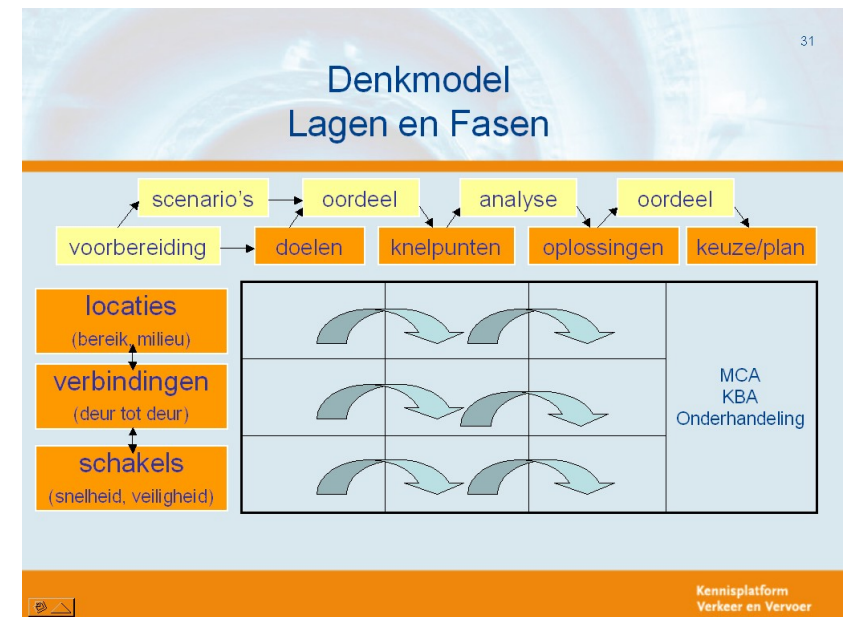 31
Denkmodel
Lagen en Fasen
scenario's
oordeel
analyse
oordeel
voorbereiding
doelen
knelpunten
oplossingen
keuze/plan
locaties
(bereik, milieu)
verbindingen
(deur tot deur)
schakels
(snelheid, veiligheid)
MCA
KBA
Onderhandeling
Kennisplatform
Verkeer en Vervoer